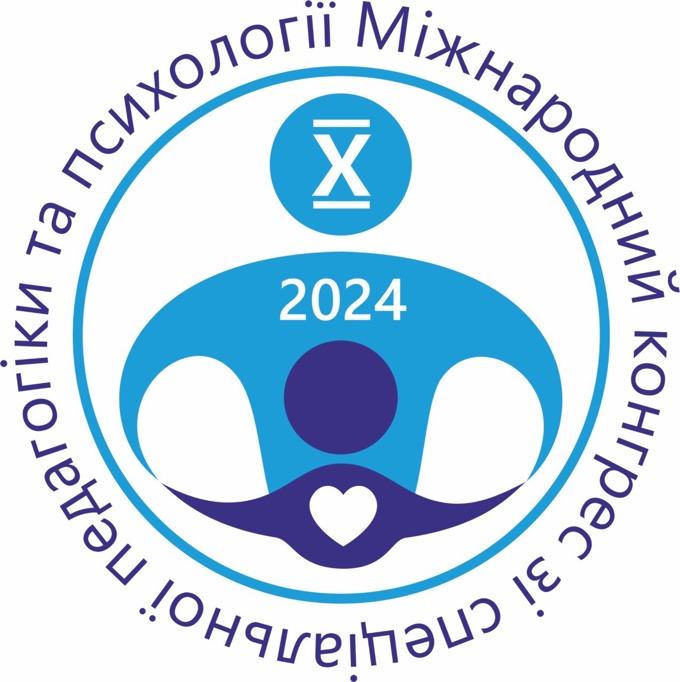 Міжнародний конгрес зі спеціальної педагогіки та психології
X
2024